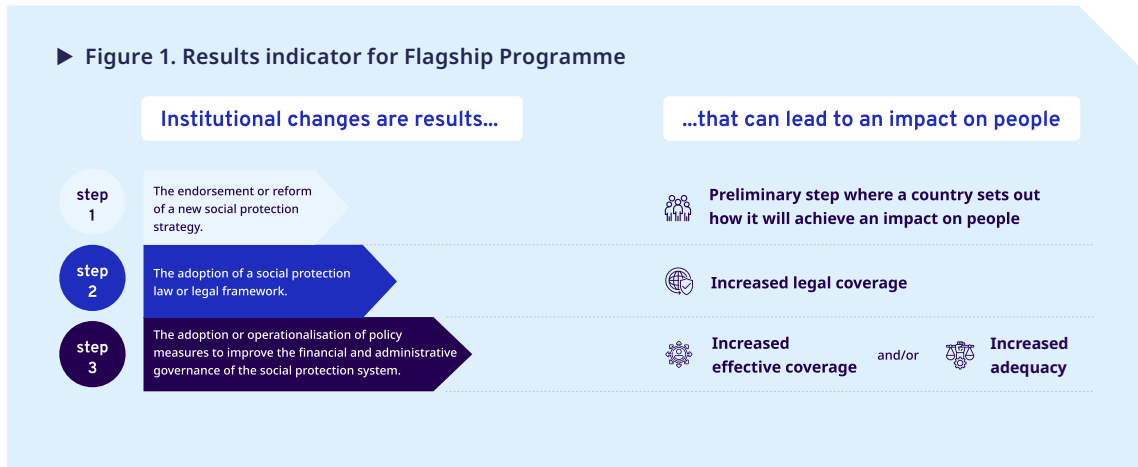 ▶ Figure 1. Results indicator for Flagship Programme
Institutional changes are results...
...that can lead to an impact on people
step
1
The endorsement or reform
of a new social protection
strategy.
Preliminary step where a country sets out
how it will achieve an impact on people
step
2
The adoption of a social protection
law or legal framework.
Increased legal coverage
step
3
The adoption or operationalisation of policy
measures to improve the financial and administrative
governance of the social protection system.
Increased
effective coverage
and/or
Increased
adequacy